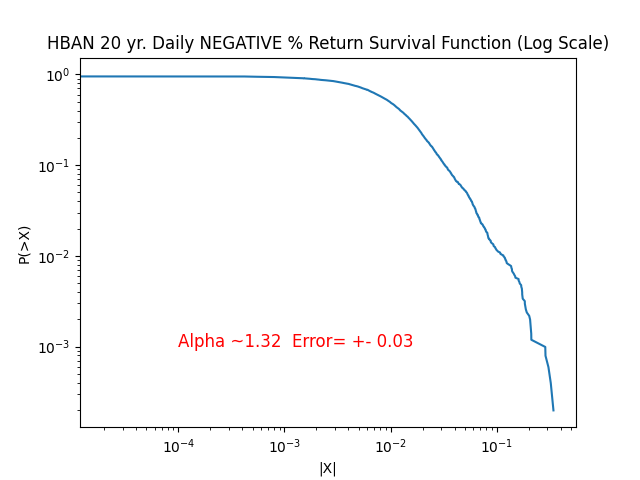 HBAN 20 yr. Daily NEGATIVE % Return Survival Function (Log Scale)
10^0
10^-1
10^-2
10^-3
P(>X)
Alpha ~1.32  Error= +- 0.03
10^-4 10^-3 10^-2 10^-1
|X|